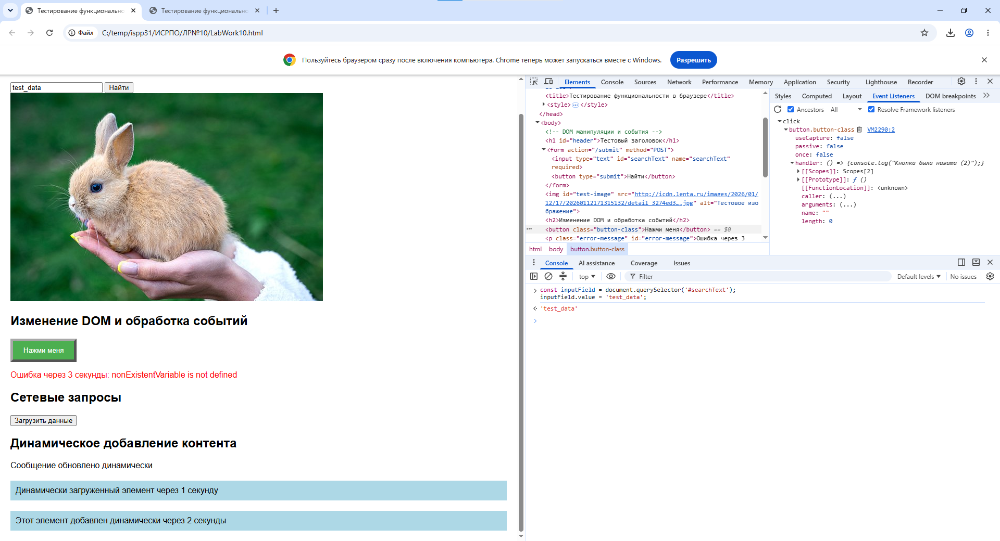 Тестирование функционально
Тестирование функционально
Файл
C:/temp/ispp31/ИСРПО/ЛР№10/LabWork10.html
Пользуйтесь браузером сразу после включения компьютера. Chrome теперь может запускаться вместе с Windows.
Разрешить
test_data
Найти
Изменение DOM и обработка событий
Нажми меня
Ошибка через 3 секунды: nonExistentVariable is not defined
Сетевые запросы
Загрузить данные
Динамическое добавление контента
Сообщение обновлено динамически
Динамически загруженный элемент через 1 секунду
Этот элемент добавлен динамически через 2 секунды
Elements Console Sources Network Performance Memory Application Security Lighthouse Recorder
<title>Тестирование функциональности в браузере</title>
<style>…</style>
</head>
<body>
<!-- DOM манипуляции и события -->
<h1 id="header">Тестовый заголовок</h1>
<form action="/submit" method="POST">
<input type="text" id="searchText" name="searchText"
required>
<button type="submit">Найти</button>
</form>
<img id="test-image" src="http://icdn.lenta.ru/images/2026/01/
12/17/20260112171315132/detail_3274ed3….jpg" alt="Тестовое изо
бражение">
<h2>Изменение DOM и обработка событий</h2>
<button class="button-class">Нажми меня</button> == $0
<p class="error-message" id="error-message">Ошибка через 3
html body button.button-class
Styles Computed Layout Event Listeners DOM breakpoints
Ancestors All Resolve Framework listeners
click
button.button-class VM2290:2
useCapture: false
passive: false
once: false
handler: () => {console.log("Кнопка была нажата (2)");}
[[Scopes]]: Scopes[2]
[[Prototype]]: ƒ ()
[[FunctionLocation]]: <unknown>
caller: (...)
arguments: (...)
name: ""
length: 0
Console AI assistance Coverage Issues
top Filter Default levels No issues
const inputField = document.querySelector('#searchText');
inputField.value = 'test_data';
'test_data'